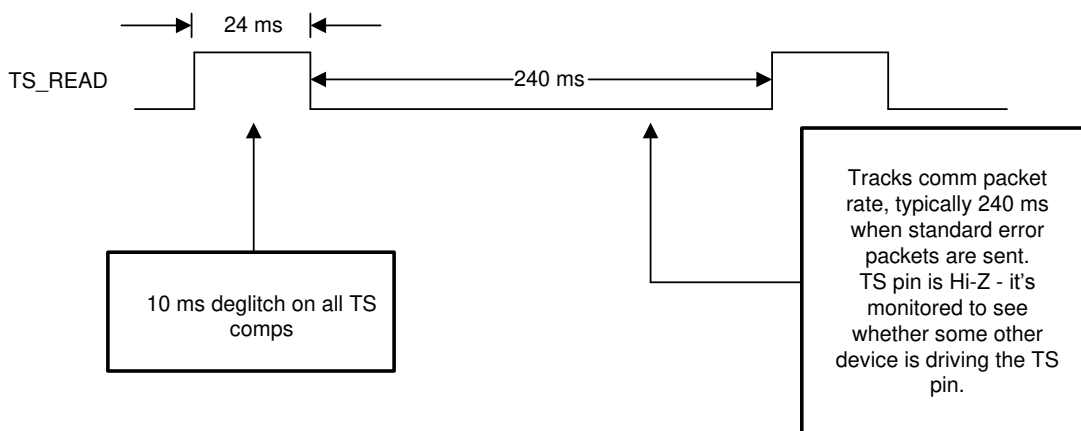 24 ms
TS_READ
240 ms
10 ms deglitch on all TS
comps
Tracks comm packet
rate, typically 240 ms
when standard error
packets are sent.
TS pin is Hi-Z - it's
monitored to see
whether some other
device is driving the TS
pin.